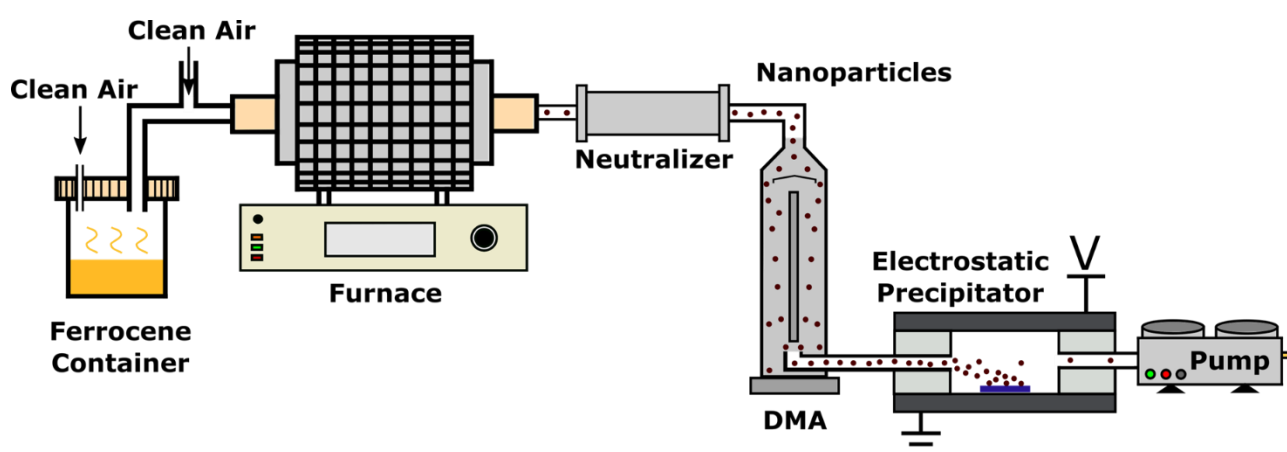 Clean Air
Clean Air
Nanoparticles
Neutralizer
Furnace
Ferrocene
Container
Electrostatic
Precipitator
V
Pump
DMA